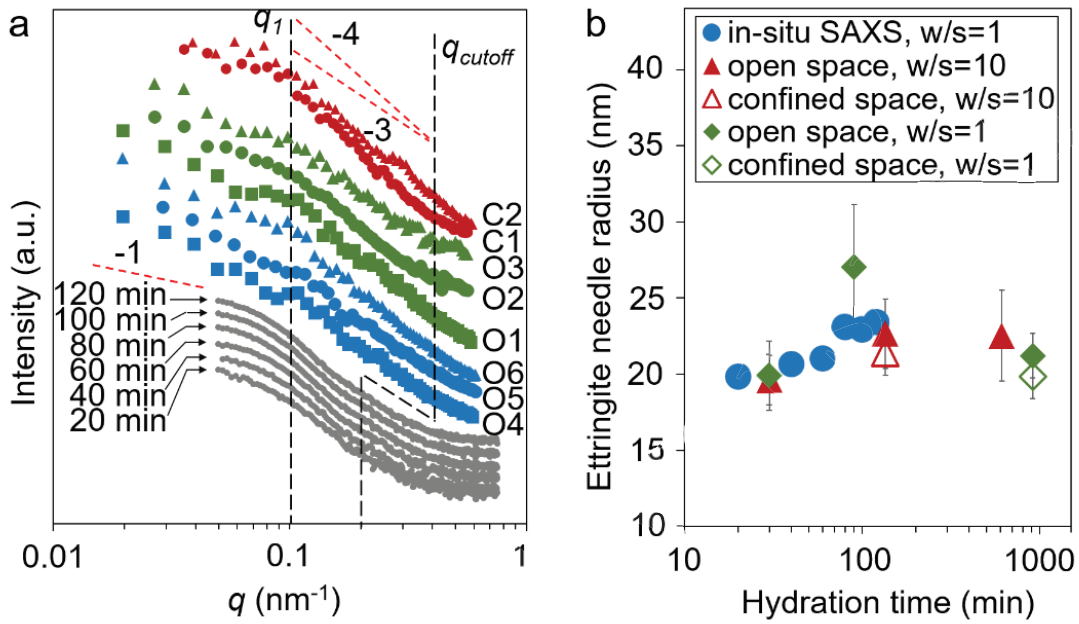 a
q₁
-4
q_cutoff
-3
-1
120 min
100 min
80 min
60 min
40 min
20 min
C2
C1
O3
O2
O1
O6
O5
O4
Intensity (a.u.)
0.01
0.1
1
q (nm⁻¹)
b
in-situ SAXS, w/s=1
open space, w/s=10
confined space, w/s=10
open space, w/s=1
confined space, w/s=1
Ettringite needle radius (nm)
40
35
30
25
20
15
10
10
100
1000
Hydration time (min)